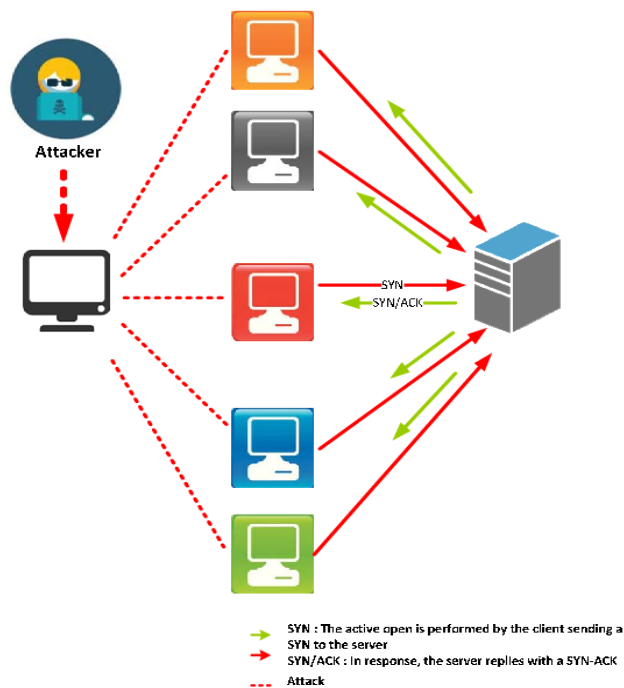 Attacker
SYN
SYN/ACK
SYN : The active open is performed by the client sending a
SYN to the server
SYN/ACK : In response, the server replies with a SYN-ACK
Attack